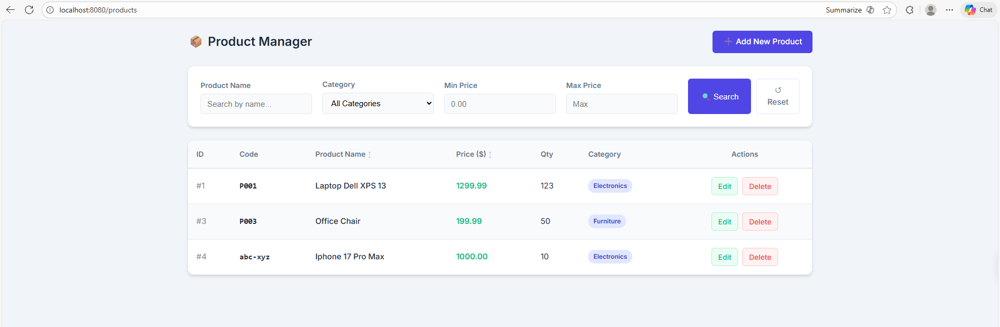 localhost:8080/products
Summarize
Chat
Product Manager
Add New Product
Product Name
Category
Min Price
Max Price
Search by name...
All Categories
0.00
Max
Search
Reset
ID Code Product Name Price ($) Qty Category Actions
#1 P001 Laptop Dell XPS 13 1299.99 123 Electronics Edit Delete
#3 P003 Office Chair 199.99 50 Furniture Edit Delete
#4 abc-xyz Iphone 17 Pro Max 1000.00 10 Electronics Edit Delete